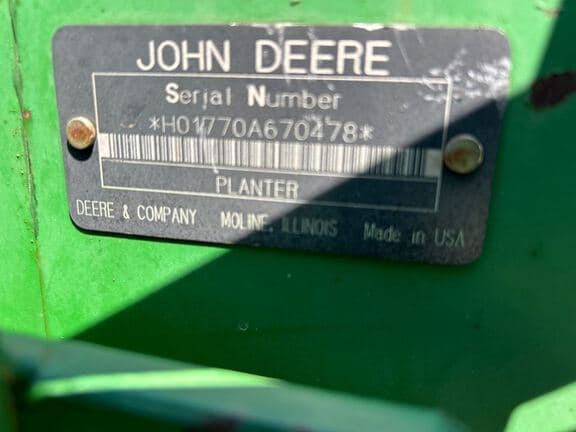 JOHN DEERE
Serial Number
*H01770A670478*
PLANTER
DEERE & COMPANY MOLINE, ILLINOIS Made in USA